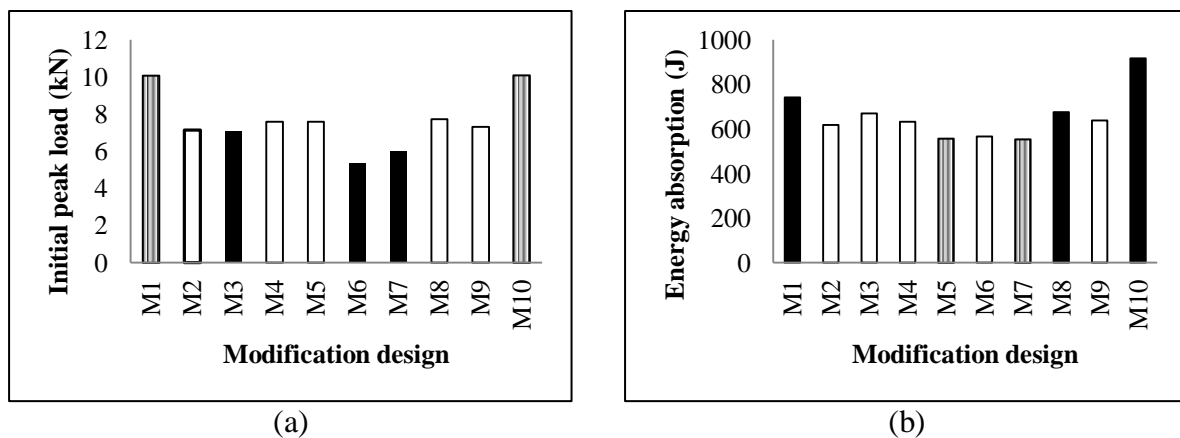 Initial peak load (kN)
12
10
8
6
4
2
0
M1 M2 M3 M4 M5 M6 M7 M8 M9 M10
Modification design
(a)
Energy absorption (J)
1000
800
600
400
200
0
M1 M2 M3 M4 M5 M6 M7 M8 M9 M10
Modification design
(b)